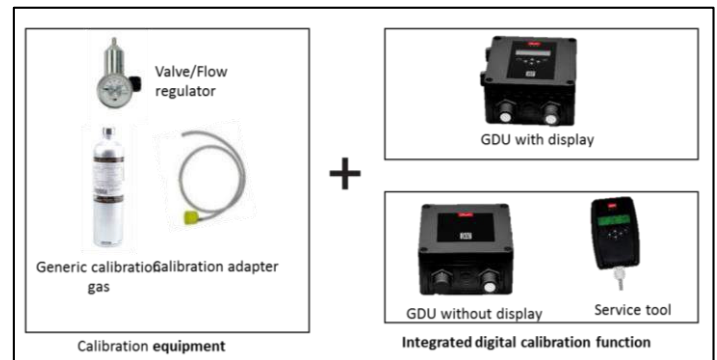 Valve/Flow
regulator
GDU with display
Generic calibration
gas
Calibration adapter
GDU without display
Service tool
Calibration equipment
Integrated digital calibration function